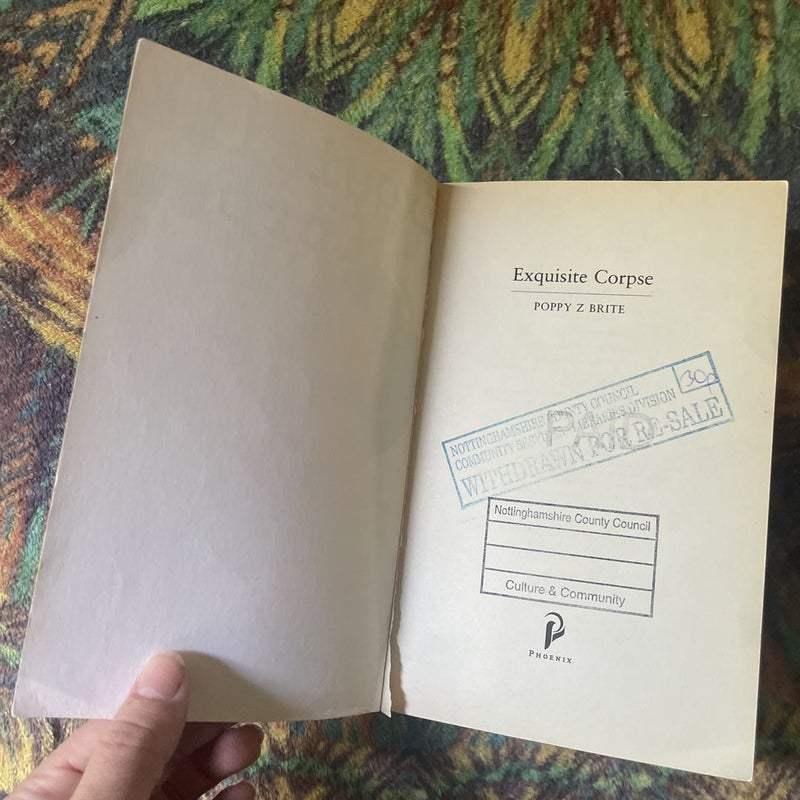 Exquisite Corpse
POPPY Z BRITE
30p
NOTTINGHAMSHIRE COUNTY COUNCIL
COMMUNITY SERVICES LIBRARIES DIVISION
WITHDRAWN FOR RE-SALE
PAID
Nottinghamshire County Council
Culture & Community
PHOENIX